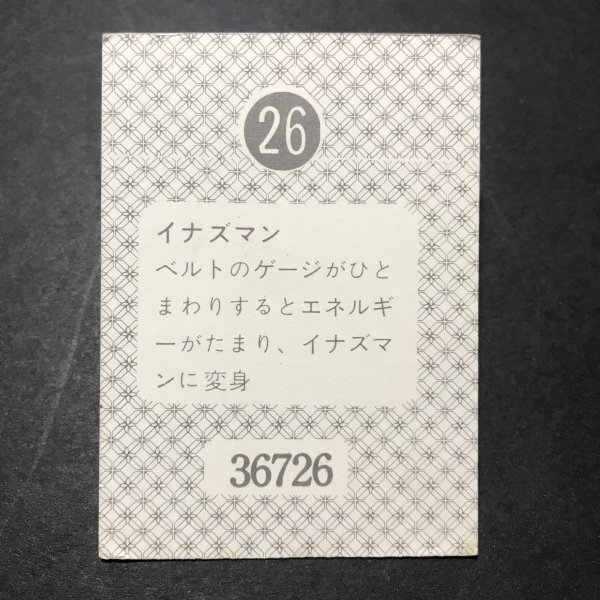 26
イナズマン
ベルトのゲージがひと
まわりするとエネルギ
ーがたまり、イナズマ
ンに変身
36726